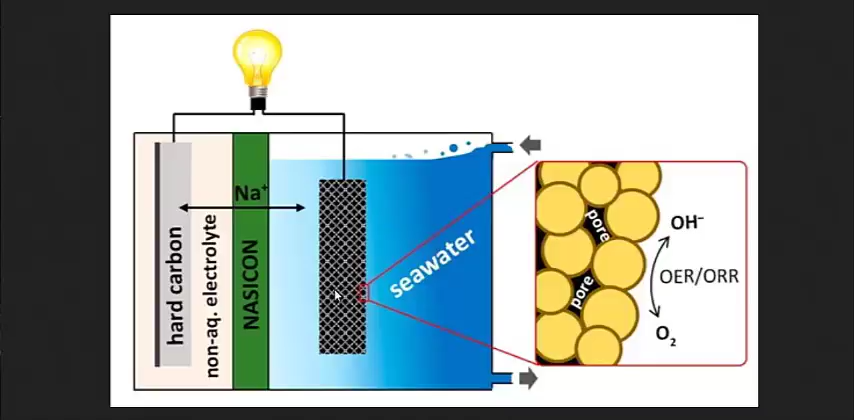 Na⁺
hard carbon
non-aq. electrolyte
NASICON
seawater
pore
pore
OH⁻
OER/ORR
O₂